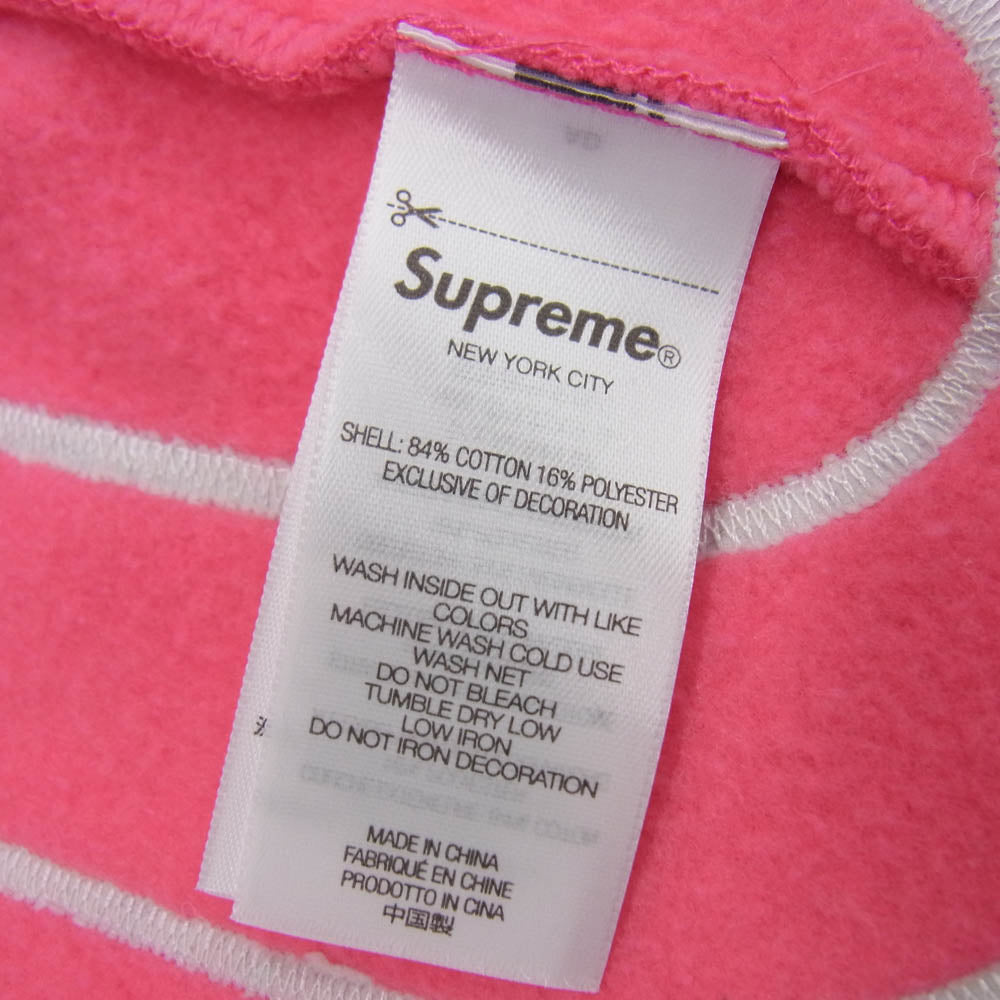 Supreme®
NEW YORK CITY
SHELL: 84% COTTON 16% POLYESTER
EXCLUSIVE OF DECORATION
WASH INSIDE OUT WITH LIKE
COLORS
MACHINE WASH COLD USE
WASH NET
DO NOT BLEACH
TUMBLE DRY LOW
LOW IRON
DO NOT IRON DECORATION
MADE IN CHINA
FABRIQUÉ EN CHINE
PRODOTTO IN CINA
中国製